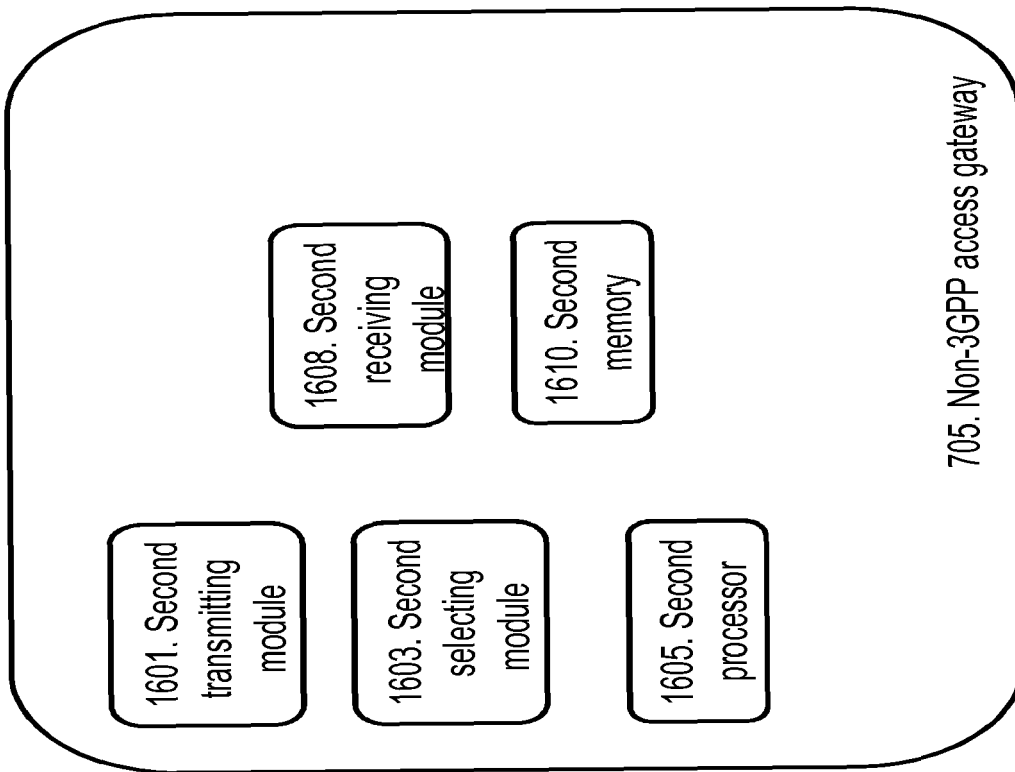 1601. Second
transmitting
module
1608. Second
receiving
module
1603. Second
selecting
module
1610. Second
memory
1605. Second
processor
705. Non-3GPP access gateway